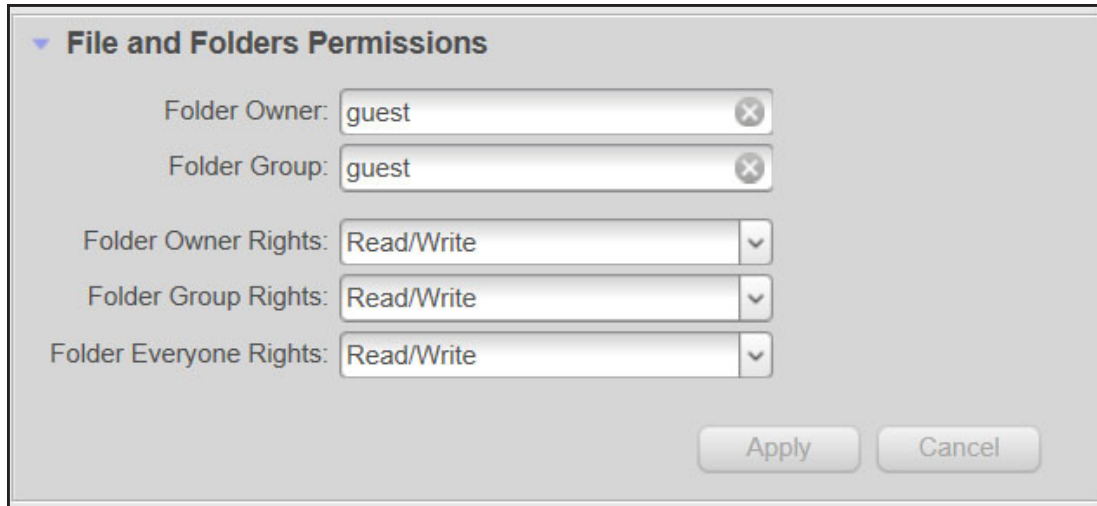 File and Folders Permissions
Folder Owner: guest
Folder Group: guest
Folder Owner Rights: Read/Write
Folder Group Rights: Read/Write
Folder Everyone Rights: Read/Write
Apply Cancel